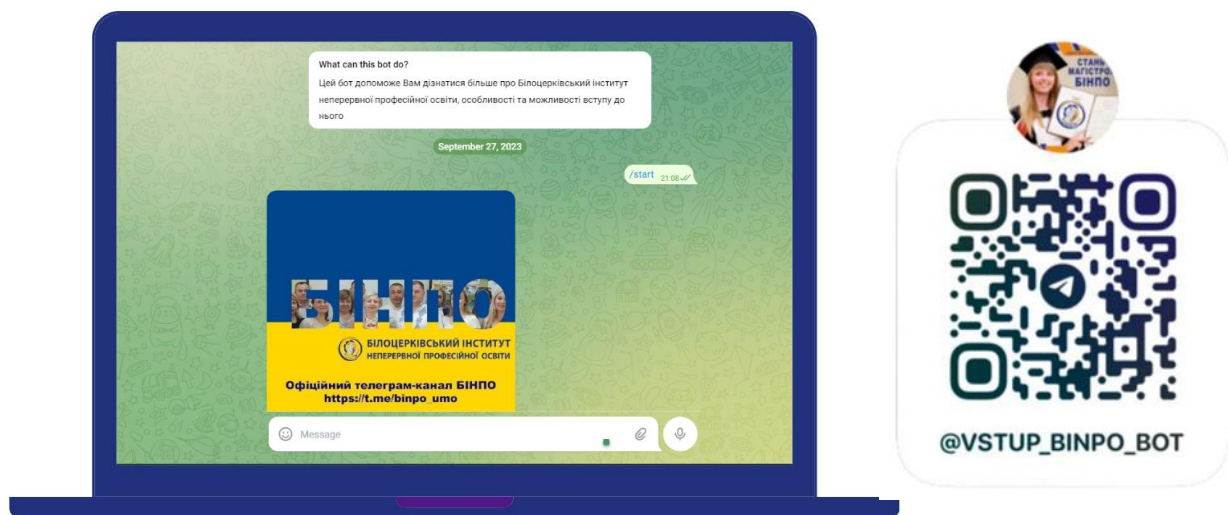 What can this bot do?
Цей бот допоможе Вам дізнатися більше про Білоцерківський інститут
неперервної професійної освіти, особливості та можливості вступу до
нього
September 27, 2023
/start 21:08
БІНПО
БІЛОЦЕРКІВСЬКИЙ ІНСТИТУТ
НЕПЕРЕРВНОЇ ПРОФЕСІЙНОЇ ОСВІТИ
Офіційний телеграм-канал БІНПО
https://t.me/binpo_umo
Message
СТАНЬ
МАГІСТРОМ
БІНПО
@VSTUP_BINPO_BOT